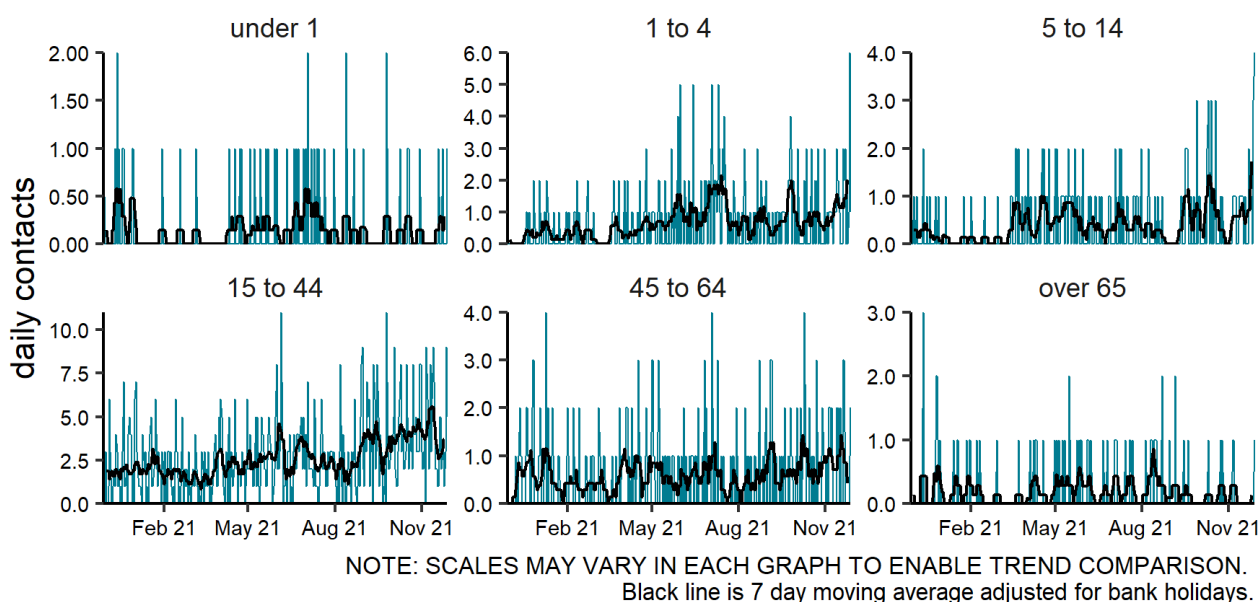 under 1
1 to 4
5 to 14
2.00
1.50
1.00
0.50
0.00
6.0
5.0
4.0
3.0
2.0
1.0
0.0
4.0
3.0
2.0
1.0
0.0
daily contacts
15 to 44
45 to 64
over 65
10.0
7.5
5.0
2.5
0.0
4.0
3.0
2.0
1.0
0.0
3.0
2.0
1.0
0.0
Feb 21 May 21 Aug 21 Nov 21
Feb 21 May 21 Aug 21 Nov 21
Feb 21 May 21 Aug 21 Nov 21
NOTE: SCALES MAY VARY IN EACH GRAPH TO ENABLE TREND COMPARISON.
Black line is 7 day moving average adjusted for bank holidays.